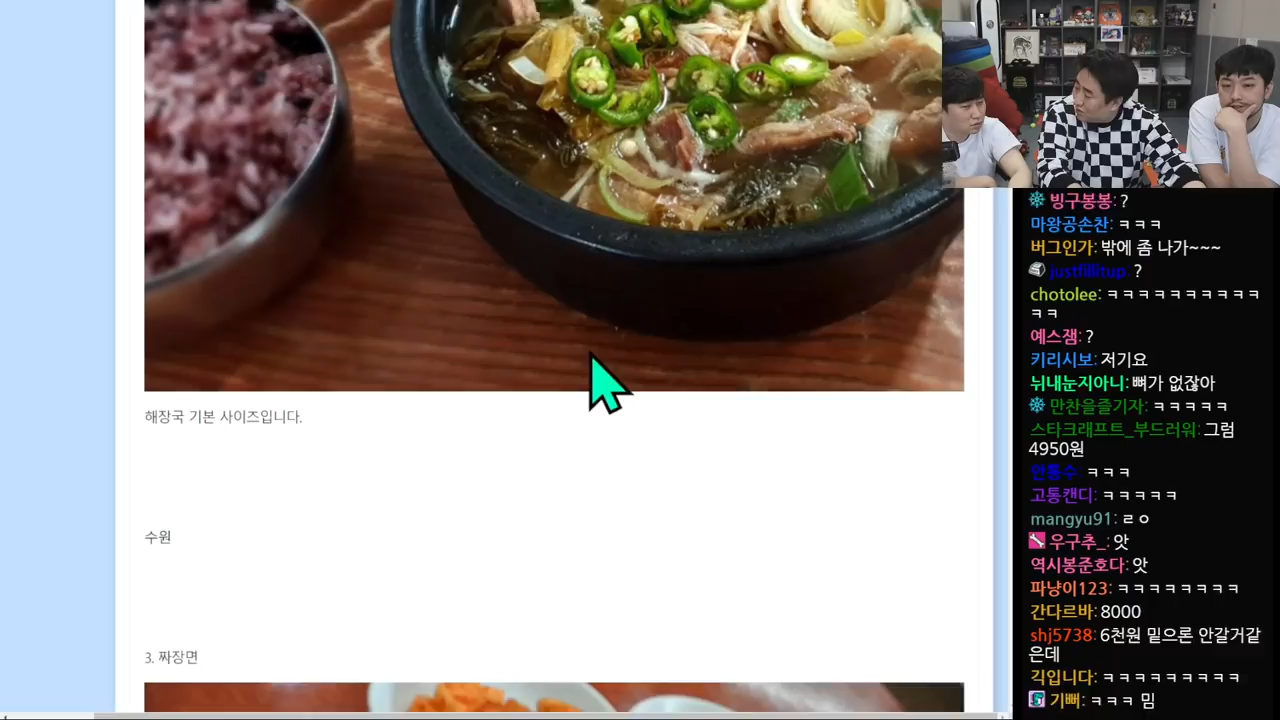 해장국 기본 사이즈입니다.
수원
3. 짜장면
빙구봉봉: ?
마왕공손찬: ㅋㅋㅋ
버그인가: 밖에 좀 나가~~~
justfillitup: ?
chotolee: ㅋㅋㅋㅋㅋㅋㅋㅋㅋㅋ
ㅋㅋ
예스잼: ?
키리시보: 저기요
뉘내눈지아니: 뼈가 없잖아
만찬을즐기자: ㅋㅋㅋㅋㅋ
스타크래프트_부드러워: 그럼
4950원
안통수: ㅋㅋㅋ
고통캔디: ㅋㅋㅋㅋㅋ
mangyu91: ㄹㅇ
우구추_: 앗
역시봉준호다: 앗
파냥이123: ㅋㅋㅋㅋㅋㅋㅋㅋ
간다르바: 8000
shj5738: 6천원 밑으론 안갈거같
은데
긱입니다: ㅋㅋㅋㅋㅋㅋㅋㅋㅋ
기뻐: ㅋㅋㅋ 밈